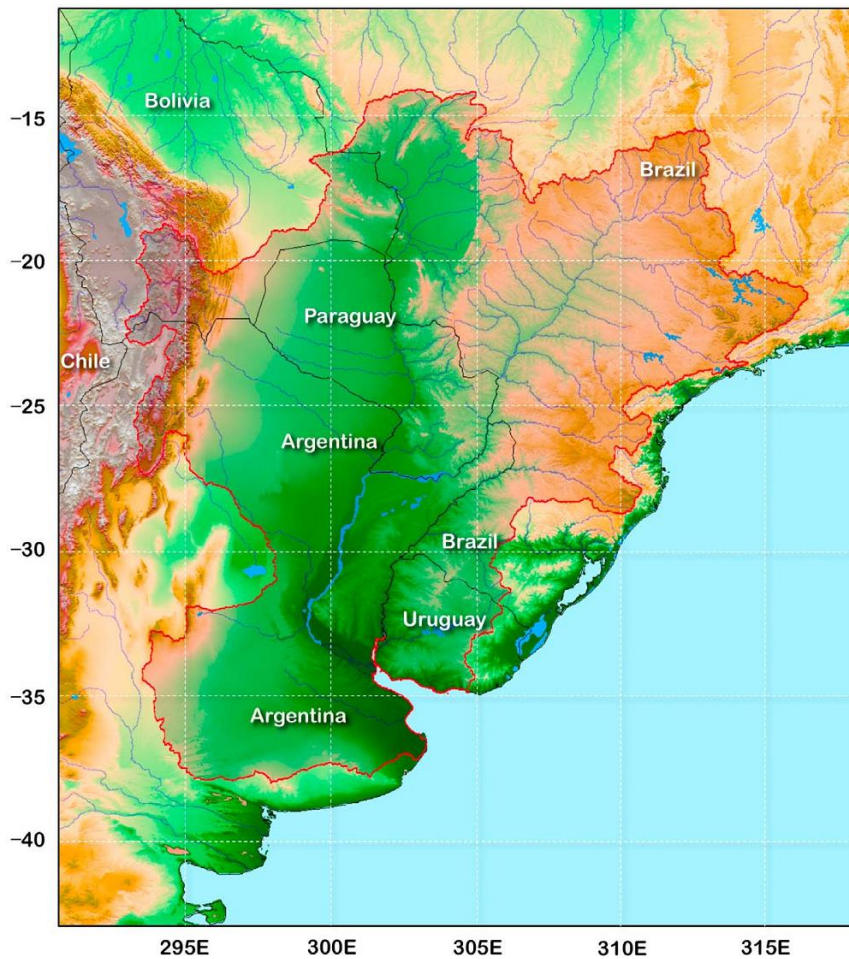 Bolivia
−15
Brazil
−20
Paraguay
Chile
−25
Argentina
−30
Brazil
Uruguay
−35
Argentina
−40
295E 300E 305E 310E 315E